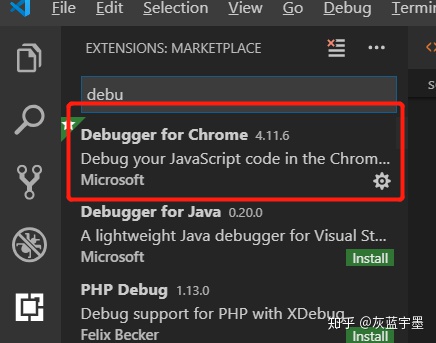 Edit Selection View Go Debug Termin
EXTENSIONS: MARKETPLACE
debu
Debugger for Chrome 4.11.6
Debug your JavaScript code in the Chrom...
Microsoft
Debugger for Java 0.20.0
A lightweight Java debugger for Visual St...
Microsoft Install
PHP Debug 1.13.0
Debug support for PHP with XDebug
Felix Becker Install
知乎 @灰蓝宇墨